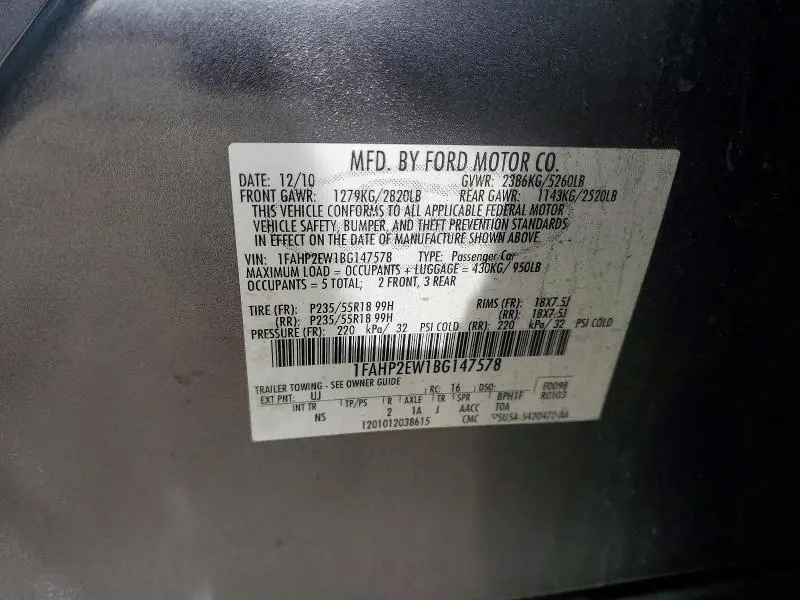 MFD. BY FORD MOTOR CO.
DATE: 12/10 GVWR: 2386KG/5260LB
FRONT GAWR: 1279KG/2820LB REAR GAWR: 1143KG/2520LB
THIS VEHICLE CONFORMS TO ALL APPLICABLE FEDERAL MOTOR
VEHICLE SAFETY, BUMPER, AND THEFT PREVENTION STANDARDS
IN EFFECT ON THE DATE OF MANUFACTURE SHOWN ABOVE.
VIN: 1FAHP2EW1BG147578 TYPE: Passenger Car
MAXIMUM LOAD = OCCUPANTS + LUGGAGE = 430KG/ 950LB
OCCUPANTS = 5 TOTAL; 2 FRONT, 3 REAR
TIRE (FR): P235/55R18 99H RIMS (FR): 18X7.5J
(RR): P235/55R18 99H (RR): 18X7.5J
PRESSURE (FR): 220 kPa/ 32 PSI COLD (RR): 220 kPa/ 32 PSI COLD
1FAHP2EW1BG147578
TRAILER TOWING - SEE OWNER GUIDE
EXT PNT: UJ RC: 16 DSO: F0098
INT TR TP/PS R AXLE TR SPR BPH1F R0103
NS 2 1A J AACC TOA
1201012038615 CMC